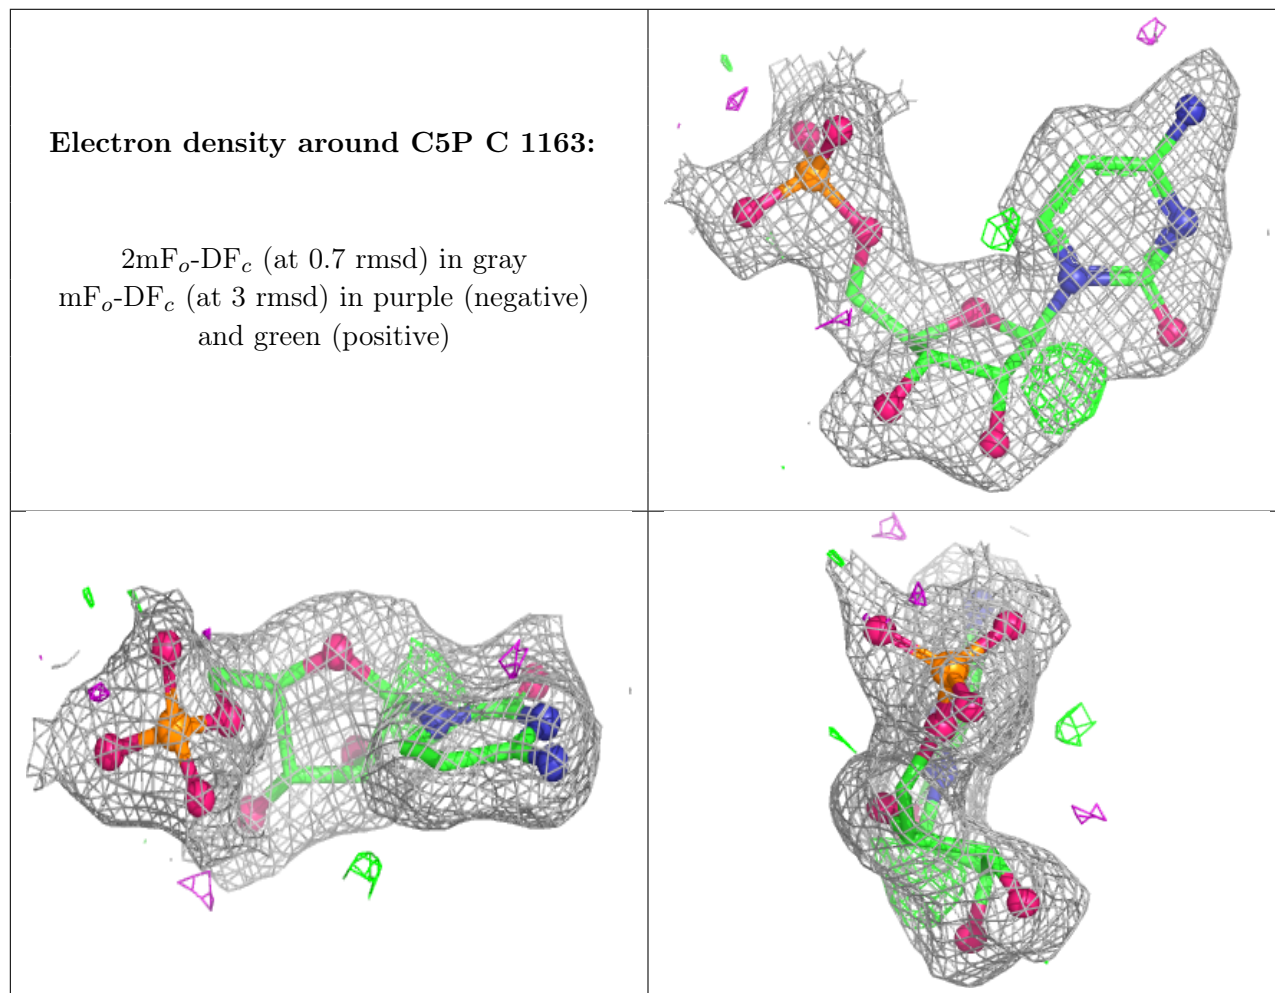 Electron density around C5P C 1163:
2mFo-DFc (at 0.7 rmsd) in gray
mFo-DFc (at 3 rmsd) in purple (negative)
and green (positive)